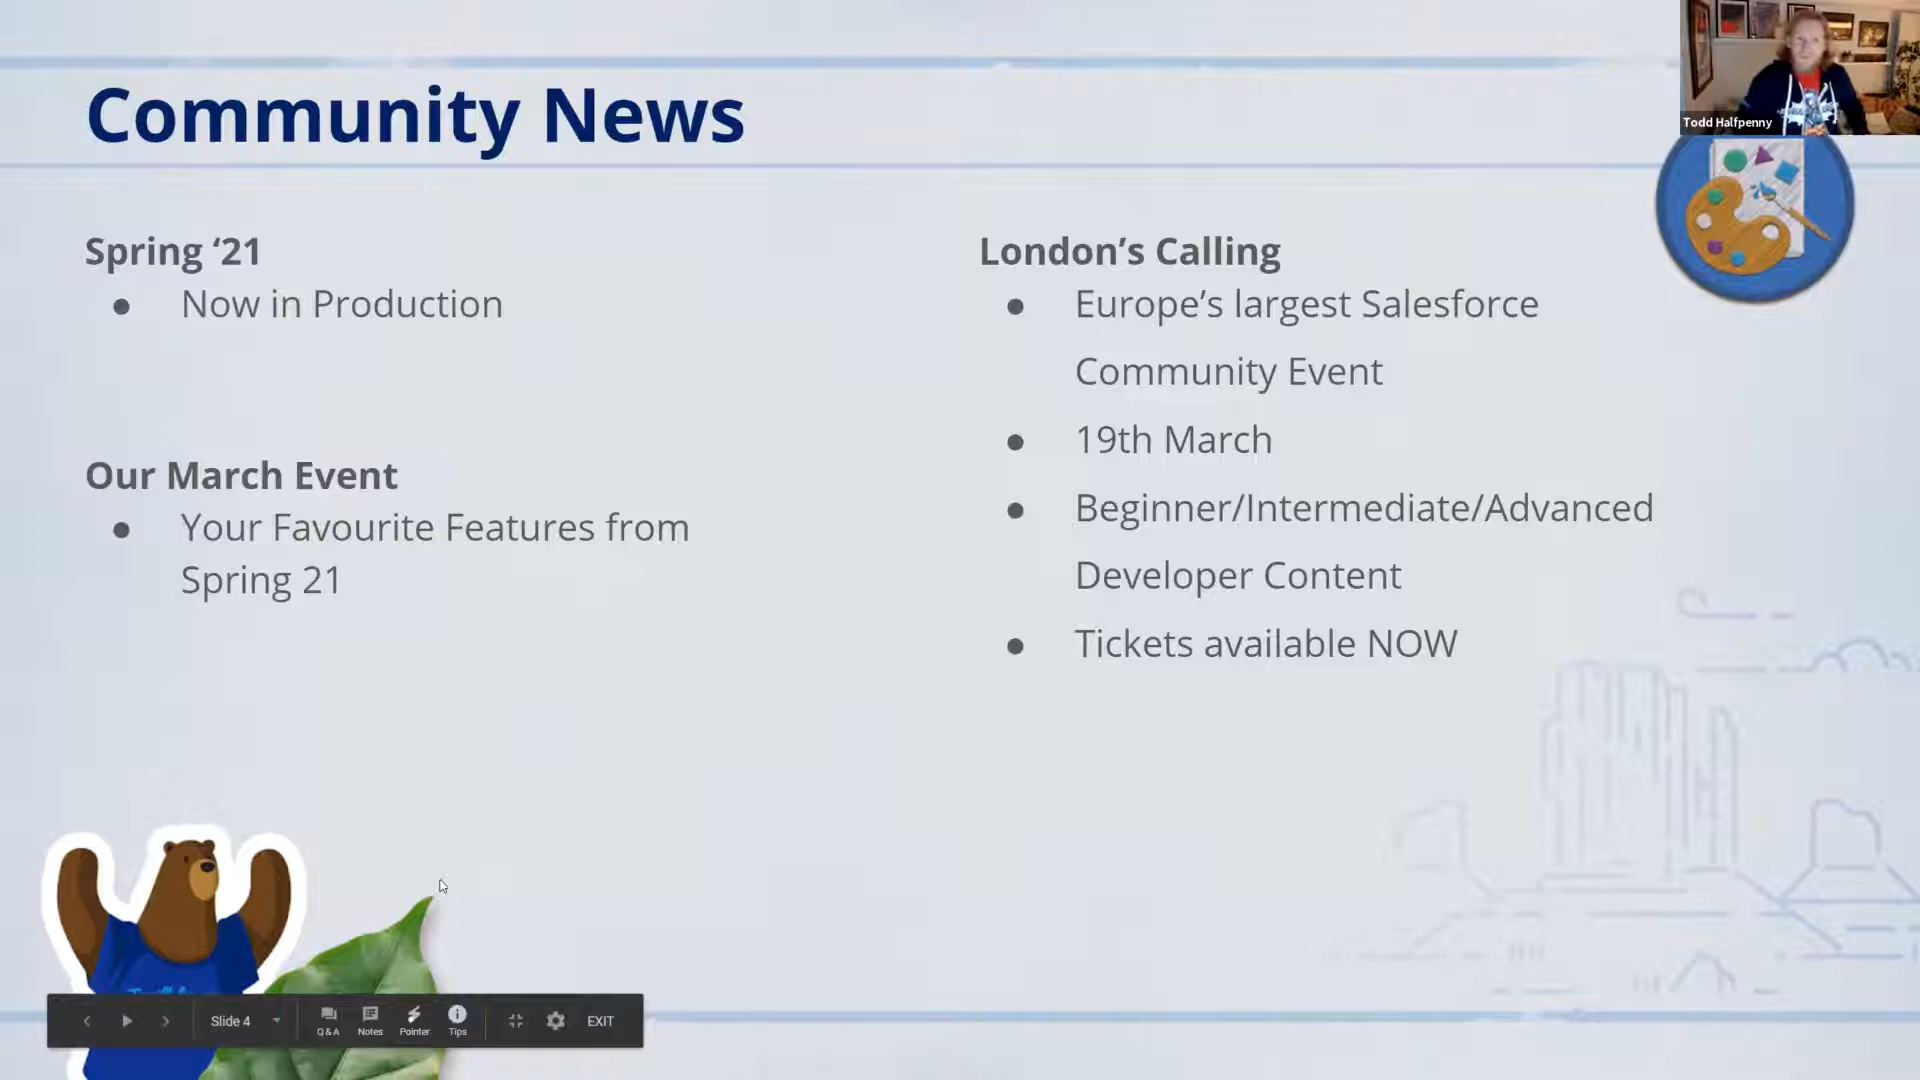 Community News
Todd Halfpenny
Spring ‘21
● Now in Production
Our March Event
● Your Favourite Features from
Spring 21
London’s Calling
● Europe’s largest Salesforce
Community Event
● 19th March
● Beginner/Intermediate/Advanced
Developer Content
● Tickets available NOW
Slide 4
Q & A
Notes
Pointer
Tips
EXIT